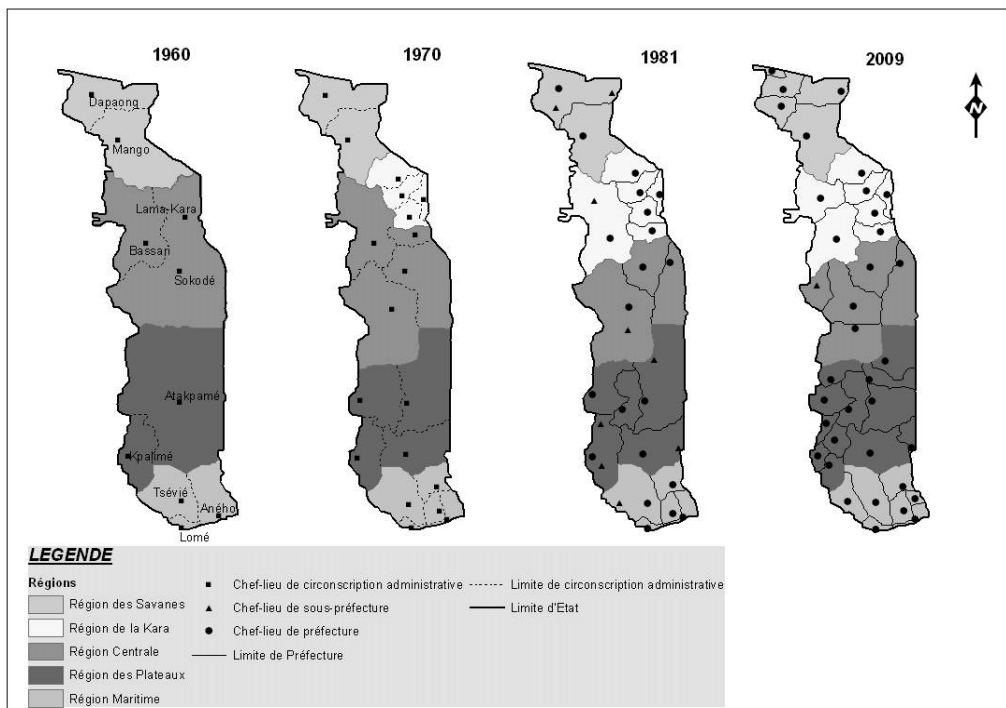 1960
1970
1981
2009
N
Dapaong
Mango
Lama-Kara
Bassari
Sokodé
Atakpamé
Kpalimé
Tsévié
Aného
Lomé
LEGENDE
Régions
Région des Savanes
Région de la Kara
Région Centrale
Région des Plateaux
Région Maritime
Chef-lieu de circonscription administrative
Chef-lieu de sous-préfecture
Chef-lieu de préfecture
Limite de Préfecture
Limite de circonscription administrative
Limite d'Etat